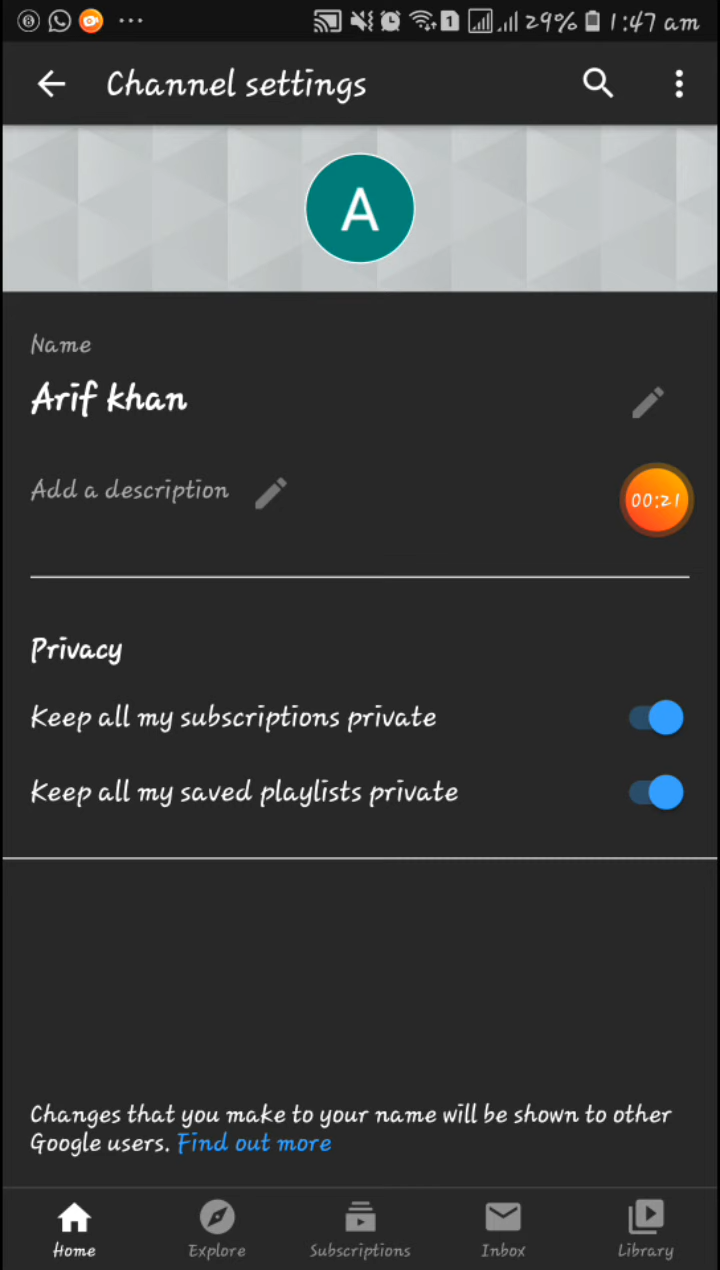 29% 1:47 am
Channel settings
A
Name
Arif khan
Add a description
00:21
Privacy
Keep all my subscriptions private
Keep all my saved playlists private
Changes that you make to your name will be shown to other
Google users. Find out more
Home Explore Subscriptions Inbox Library